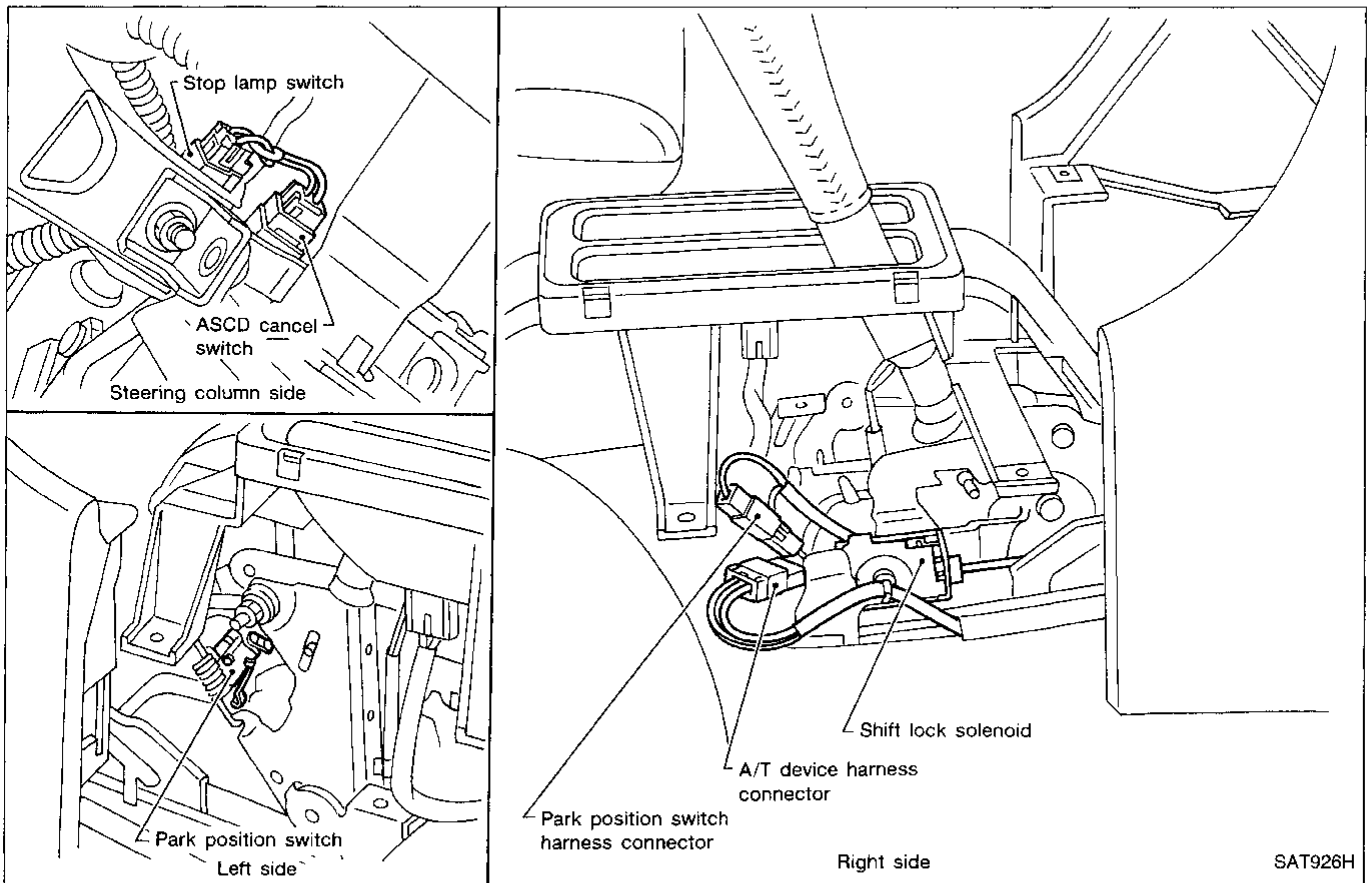 Stop lamp switch
ASCD cancel
switch
Steering column side
Park position switch
Left side
Shift lock solenoid
A/T device harness
connector
Park position switch
harness connector
Right side
SAT926H